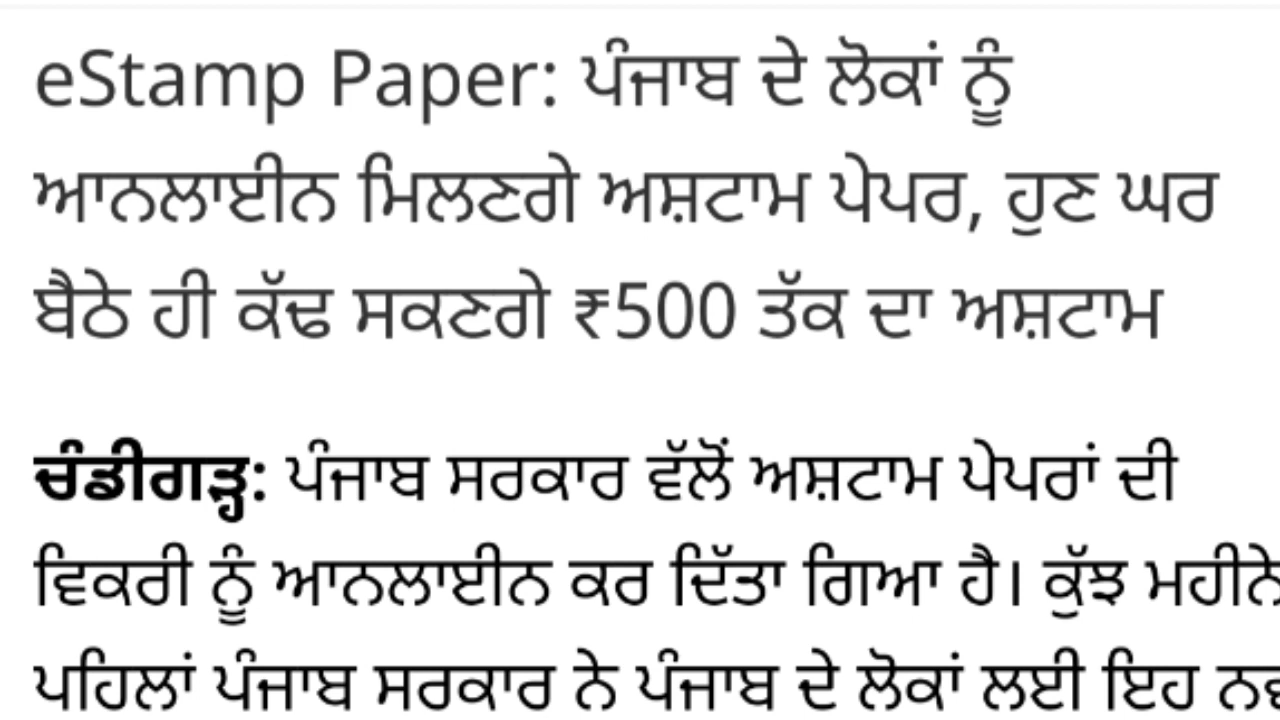 eStamp Paper: ਪੰਜਾਬ ਦੇ ਲੋਕਾਂ ਨੂੰ
ਆਨਲਾਈਨ ਮਿਲਣਗੇ ਅਸ਼ਟਾਮ ਪੇਪਰ, ਹੁਣ ਘਰ
ਬੈਠੇ ਹੀ ਕੱਢ ਸਕਣਗੇ ₹500 ਤੱਕ ਦਾ ਅਸ਼ਟਾਮ
ਚੰਡੀਗੜ੍ਹ: ਪੰਜਾਬ ਸਰਕਾਰ ਵੱਲੋਂ ਅਸ਼ਟਾਮ ਪੇਪਰਾਂ ਦੀ
ਵਿਕਰੀ ਨੂੰ ਆਨਲਾਈਨ ਕਰ ਦਿੱਤਾ ਗਿਆ ਹੈ। ਕੁੱਝ ਮਹੀਨੇ
ਪਹਿਲਾਂ ਪੰਜਾਬ ਸਰਕਾਰ ਨੇ ਪੰਜਾਬ ਦੇ ਲੋਕਾਂ ਲਈ ਇਹ